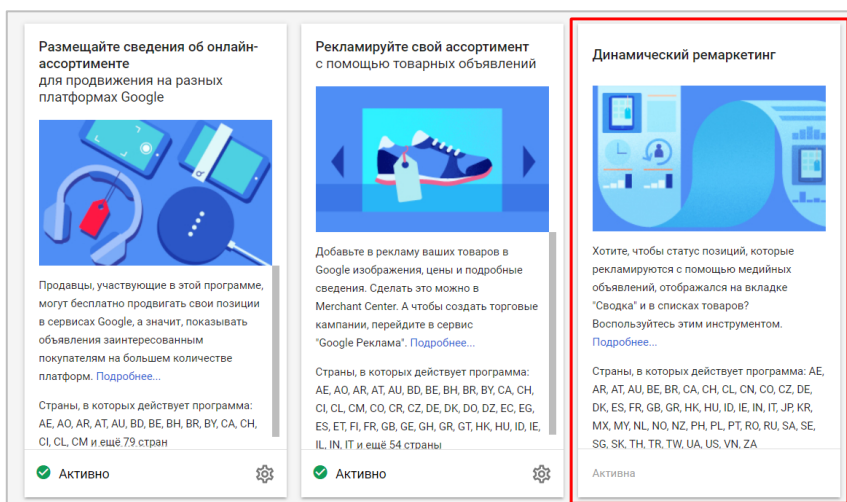 Размещайте сведения об онлайн-
ассортименте
для продвижения на разных
платформах Google
Продавцы, участвующие в этой программе,
могут бесплатно продвигать свои позиции
в сервисах Google, а значит, показывать
объявления заинтересованным
покупателям на большем количестве
платформ. Подробнее...
Страны, в которых действует программа:
AE, AO, AR, AT, AU, BD, BE, BH, BR, BY, CA, CH,
CI, CL, CM и ещё 79 стран
Активно
Рекламируйте свой ассортимент
с помощью товарных объявлений
Добавьте в рекламу ваших товаров в
Google изображения, цены и подробные
сведения. Сделать это можно в
Merchant Center. А чтобы создать торговые
кампании, перейдите в сервис
"Google Реклама". Подробнее...
Страны, в которых действует программа:
AE, AO, AR, AT, AU, BD, BE, BH, BR, BY, CA, CH,
CI, CL, CM, CO, CR, CZ, DE, DK, DO, DZ, EC, EG,
ES, ET, FI, FR, GB, GE, GH, GR, GT, HK, HU, ID, IE,
IL, IN, IT и ещё 54 страны
Активно
Динамический ремаркетинг
Хотите, чтобы статус позиций, которые
рекламируются с помощью медийных
объявлений, отображался на вкладке
"Сводка" и в списках товаров?
Воспользуйтесь этим инструментом.
Подробнее...
Страны, в которых действует программа: AE,
AR, AT, AU, BE, BR, CA, CH, CL, CN, CO, CZ, DE,
DK, ES, FR, GB, GR, HK, HU, ID, IE, IN, IT, JP, KR,
MX, MY, NL, NO, NZ, PH, PL, PT, RO, RU, SA, SE,
SG, SK, TH, TR, TW, UA, US, VN, ZA
Активна